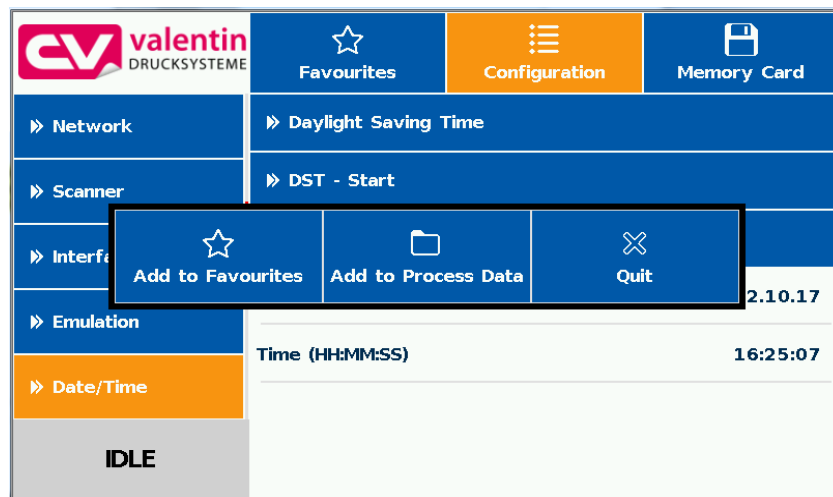 valentin
DRUCKSYSTEME
Favourites
Configuration
Memory Card
Network
Daylight Saving Time
Scanner
DST - Start
Add to Favourites
Add to Process Data
Quit
2.10.17
Emulation
Time (HH:MM:SS)
16:25:07
Date/Time
IDLE